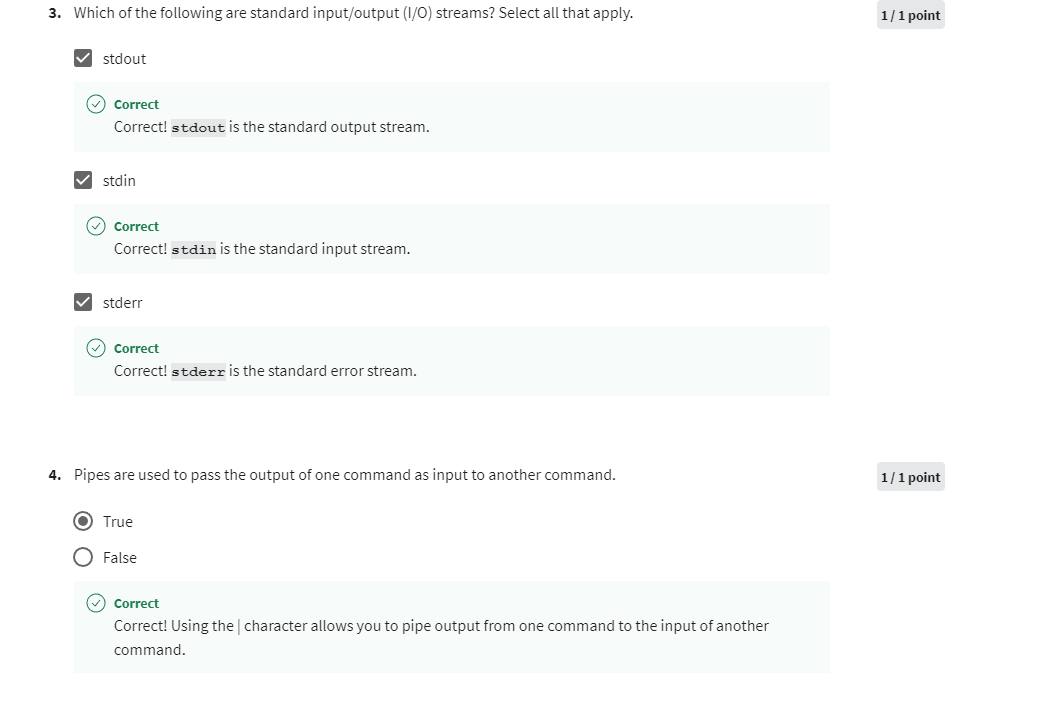 3. Which of the following are standard input/output (I/O) streams? Select all that apply.
1 / 1 point
stdout
Correct
Correct! stdout is the standard output stream.
stdin
Correct
Correct! stdin is the standard input stream.
stderr
Correct
Correct! stderr is the standard error stream.
4. Pipes are used to pass the output of one command as input to another command.
1 / 1 point
True
False
Correct
Correct! Using the | character allows you to pipe output from one command to the input of another
command.